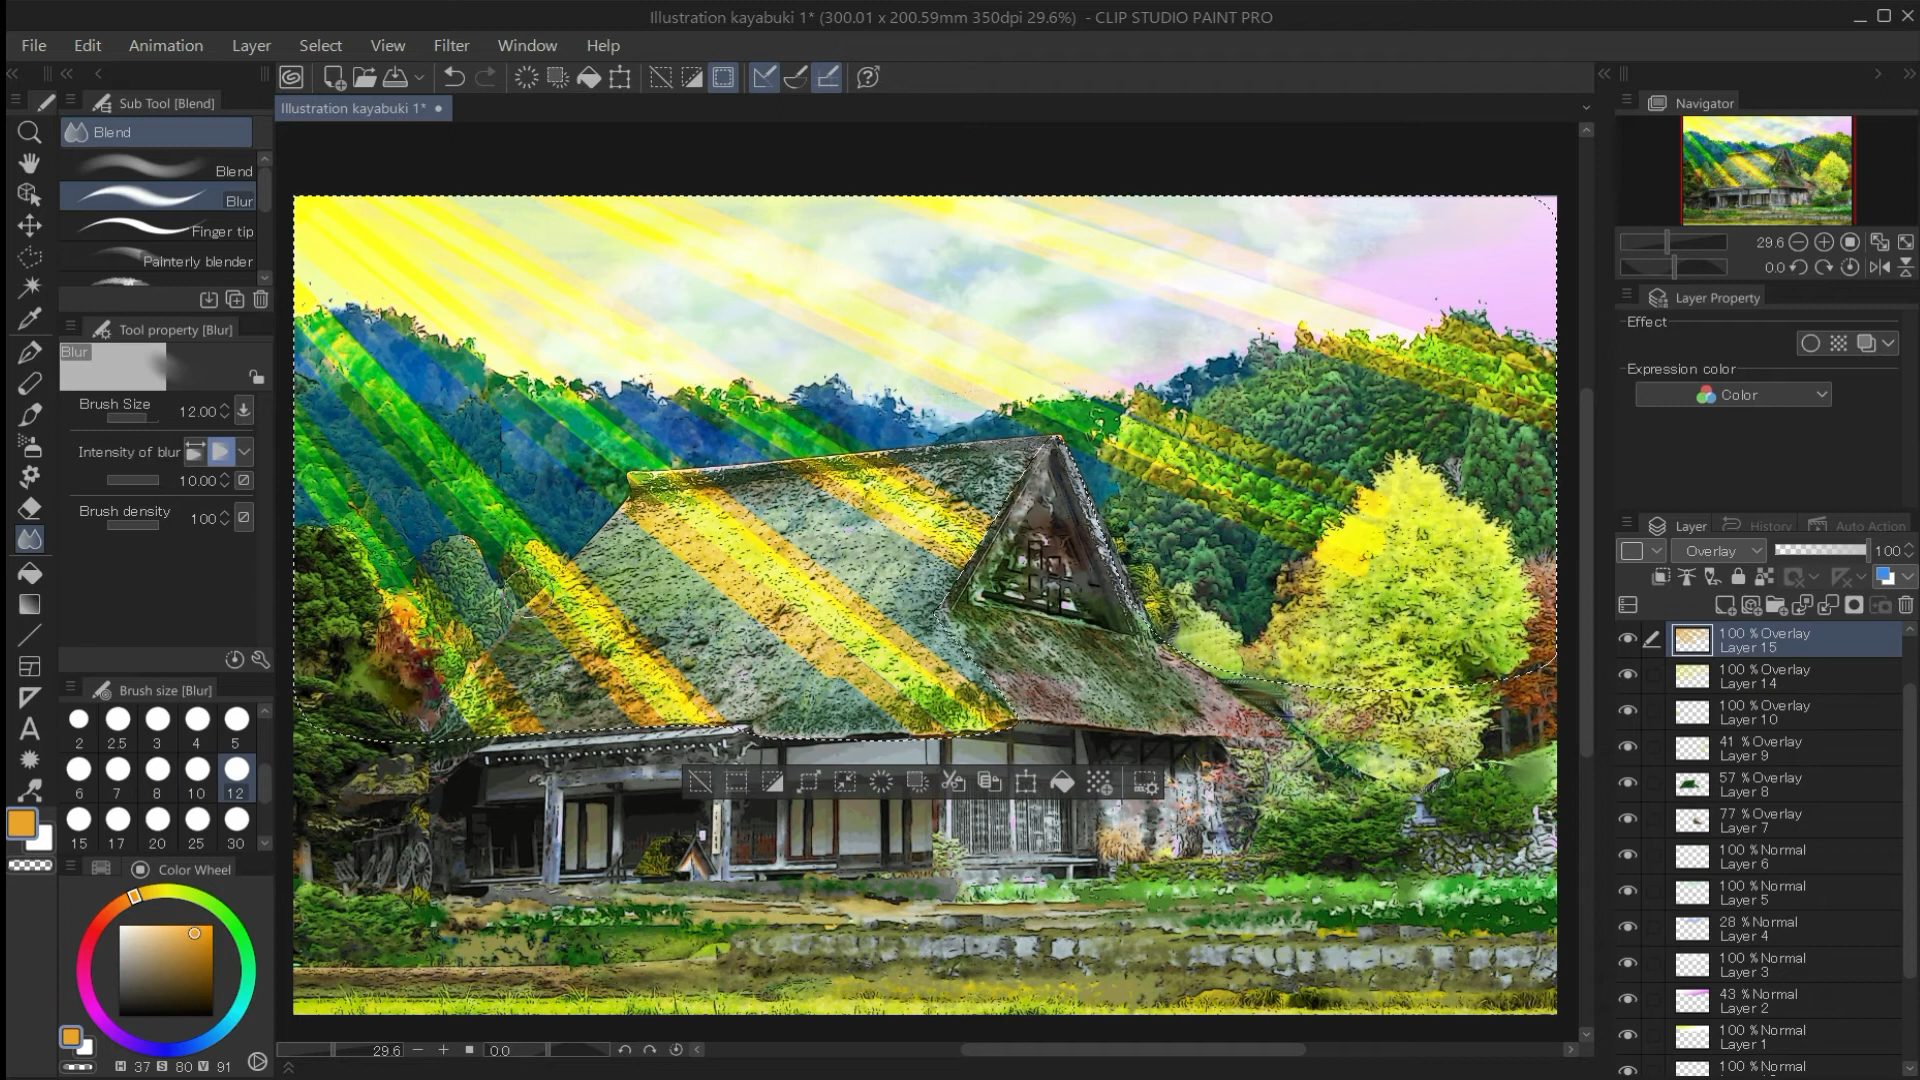 Illustration kayabuki 1* (300.01 x 200.59mm 350dpi 29.6%)  - CLIP STUDIO PAINT PRO
File Edit Animation Layer Select View Filter Window Help
Sub Tool [Blend]
Blend
Blend
Blur
Finger tip
Painterly blender
Tool property [Blur]
Blur
Brush Size 12.00
Intensity of blur
10.00
Brush density 100
Brush size [Blur]
2 2.5 3 4 5
6 7 8 10 12
15 17 20 25 30
Color Wheel
H 37 S 80 V 91
Illustration kayabuki 1*
29.6 0.0
Navigator
29.6
0.0
Layer Property
Effect
Expression color
Color
Layer History Auto Action
Overlay 100
100 % Overlay
Layer 15
100 % Overlay
Layer 14
100 % Overlay
Layer 10
41 % Overlay
Layer 9
57 % Overlay
Layer 8
77 % Overlay
Layer 7
100 % Normal
Layer 6
100 % Normal
Layer 5
28 % Normal
Layer 4
100 % Normal
Layer 3
43 % Normal
Layer 2
100 % Normal
Layer 1
100 % Normal